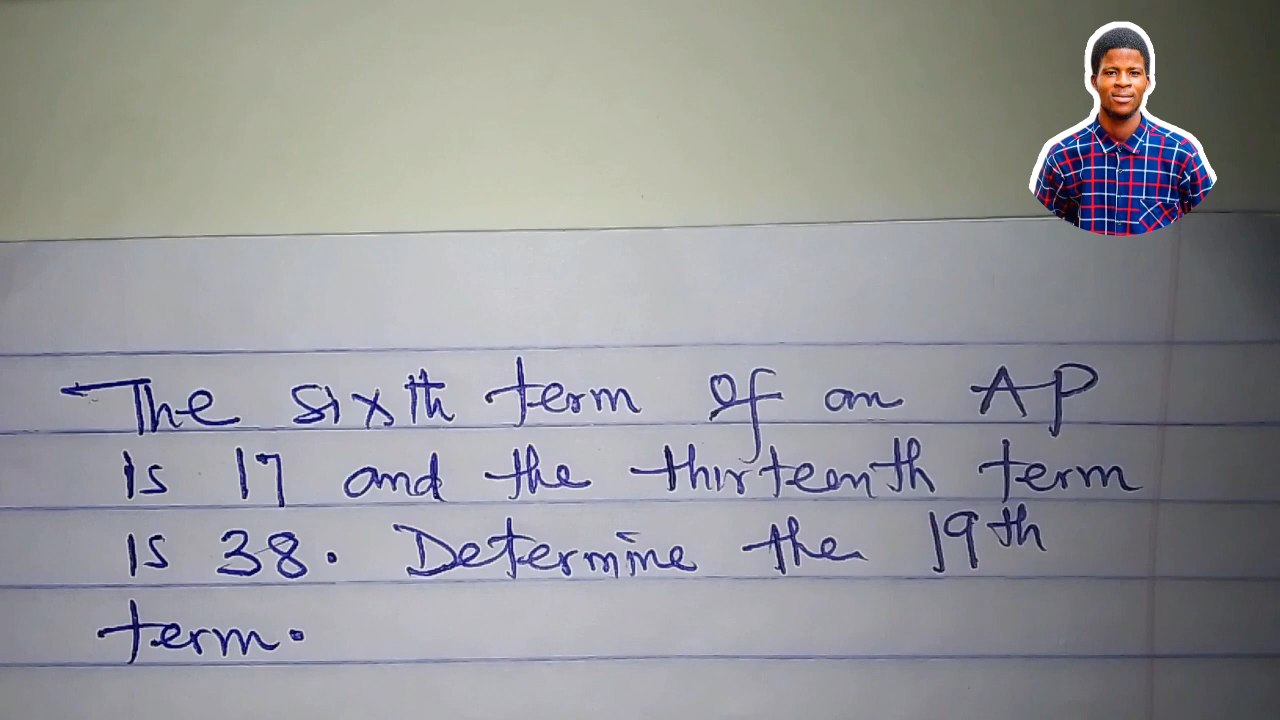 The sixth term of an AP
is 17 and the thirteenth term
is 38. Determine the 19th
term.